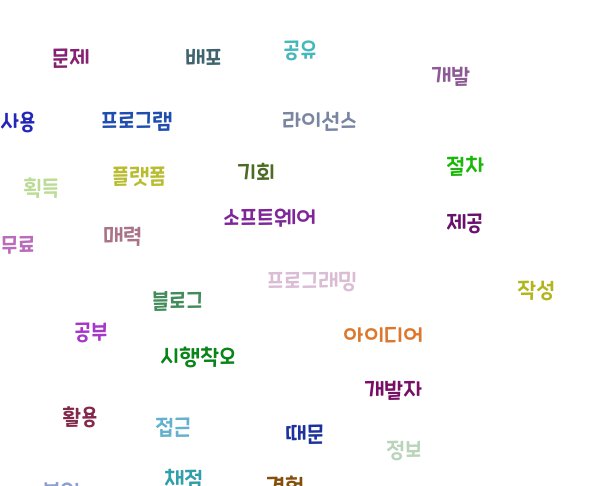 문제 배포 공유
개발
사용 프로그램 라이선스
획득 플랫폼 기회 절차
소프트웨어 제공
무료 매력
프로그래밍 작성
블로그
공부 아이디어
시행착오
개발자
활용 접근 때문
정보
채점